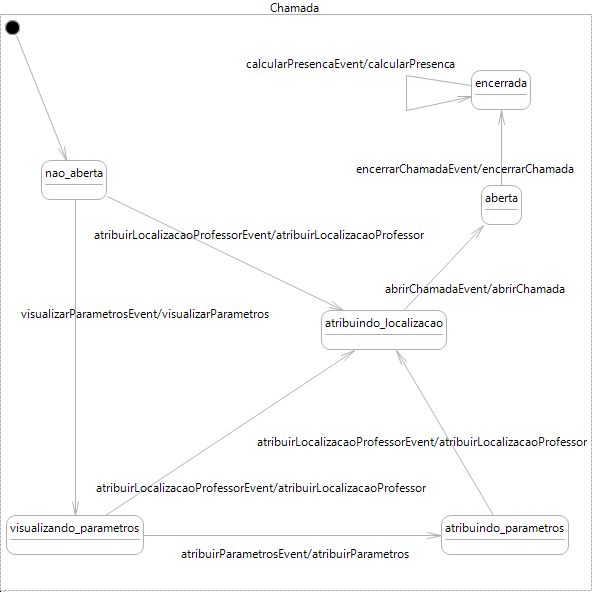 Chamada
calcularPresencaEvent/calcularPresenca
encerrada
encerrarChamadaEvent/encerrarChamada
nao_aberta
aberta
atribuirLocalizacaoProfessorEvent/atribuirLocalizacaoProfessor
abrirChamadaEvent/abrirChamada
visualizarParametrosEvent/visualizarParametros
atribuindo_localizacao
atribuirLocalizacaoProfessorEvent/atribuirLocalizacaoProfessor
atribuirLocalizacaoProfessorEvent/atribuirLocalizacaoProfessor
visualizando_parametros
atribuindo_parametros
atribuirParametrosEvent/atribuirParametros